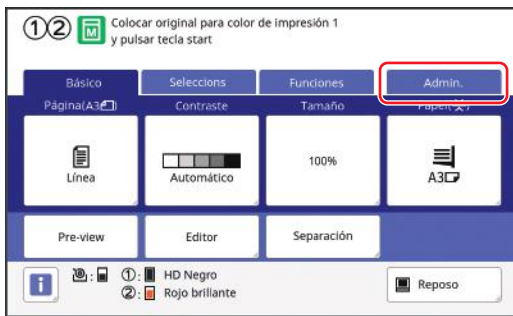 ①② M Colocar original para color de impresión 1
y pulsar tecla start
Básico Seleccions Funciones Admin.
Página(A3) Contraste Tamaño Papel()
Línea Automático 100% A3
Pre-view Editor Separación
①: HD Negro
②: Rojo brillante
i Reposo